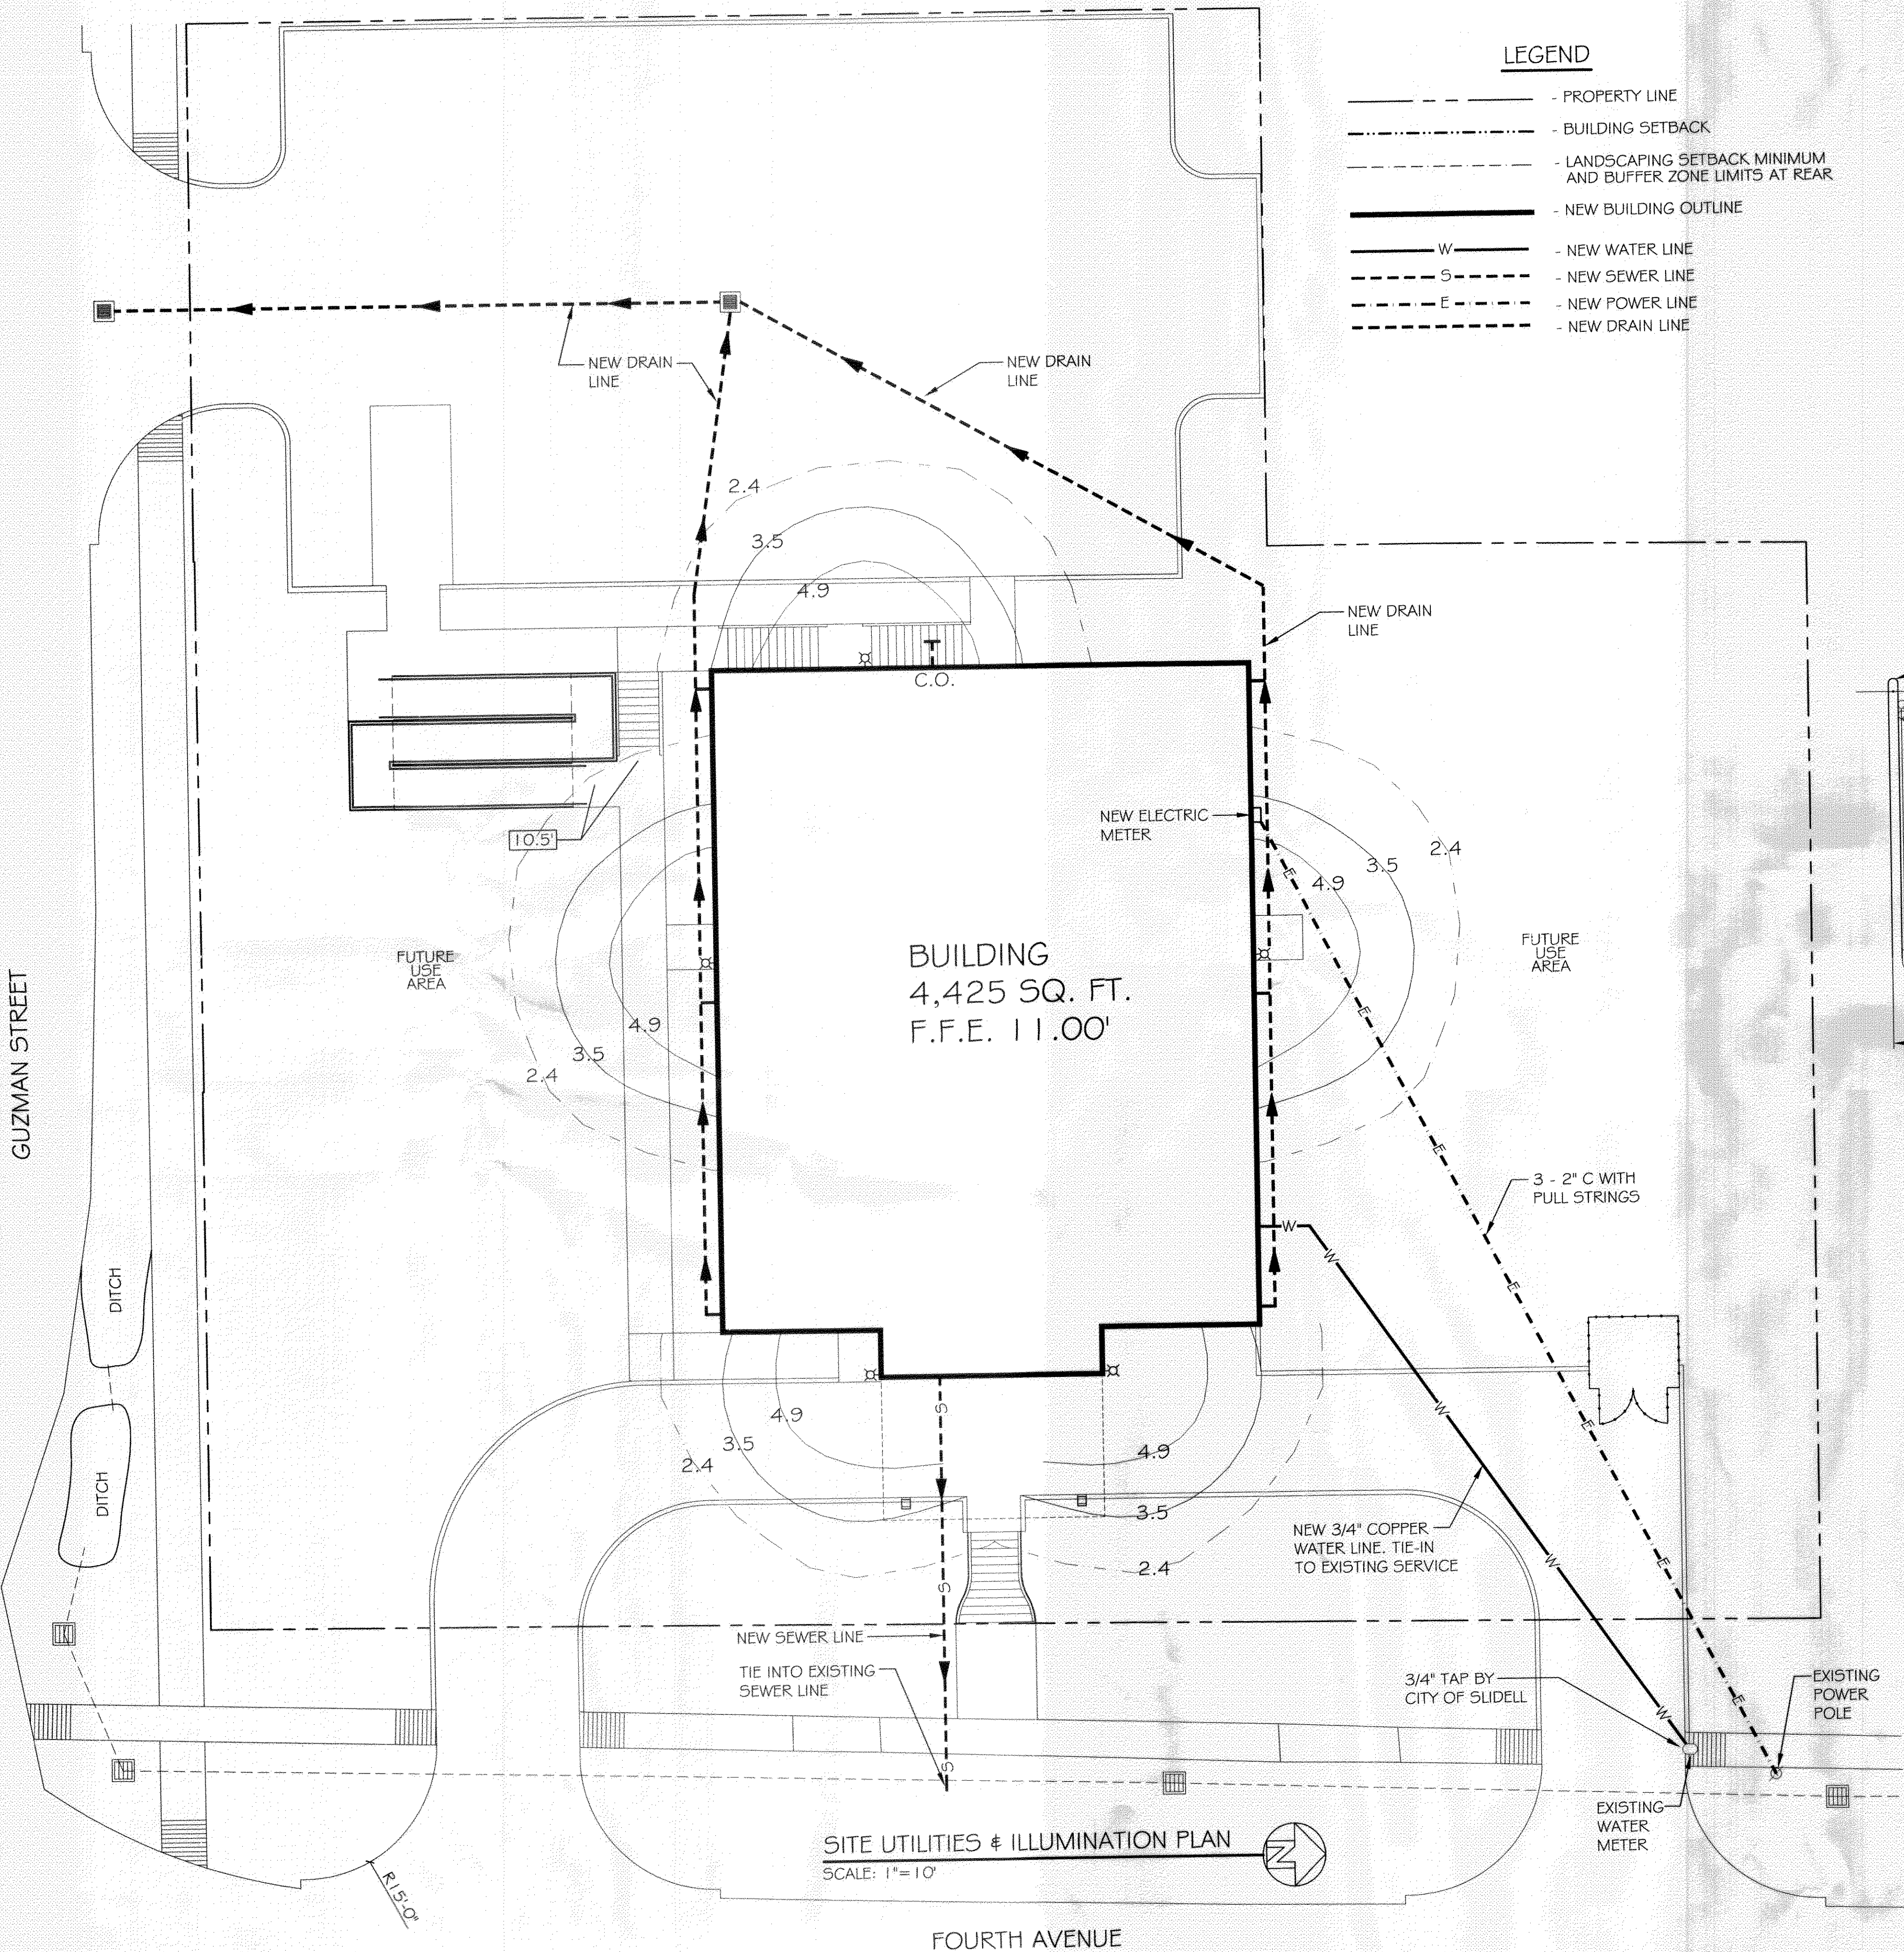 LEGEND
- PROPERTY LINE
- BUILDING SETBACK
- LANDSCAPING SETBACK MINIMUM
AND BUFFER ZONE LIMITS AT REAR
- NEW BUILDING OUTLINE
W - NEW WATER LINE
S - NEW SEWER LINE
E - NEW POWER LINE
- NEW DRAIN LINE
NEW DRAIN
LINE
NEW DRAIN
LINE
2.4
3.5
4.9
NEW DRAIN
LINE
C.O.
10.5'
NEW ELECTRIC
METER
2.4
3.5
4.9
E
FUTURE
USE
AREA
BUILDING
4,425 SQ. FT.
F.F.E. 11.00'
FUTURE
USE
AREA
GUZMAN STREET
4.9
3.5
2.4
E
E
3 - 2" C WITH
PULL STRINGS
W
W
E
DITCH
DITCH
S
4.9
3.5
2.4
4.9
3.5
2.4
W
E
NEW 3/4" COPPER
WATER LINE. TIE-IN
TO EXISTING SERVICE
W
E
S
NEW SEWER LINE
TIE INTO EXISTING
SEWER LINE
S
3/4" TAP BY
CITY OF SLIDELL
W
E
EXISTING
POWER
POLE
EXISTING
WATER
METER
SITE UTILITIES & ILLUMINATION PLAN
SCALE: 1"=10'
N
R15'-0"
FOURTH AVENUE